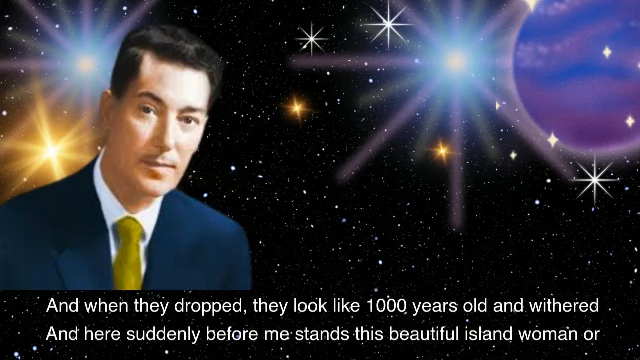 And when they dropped, they look like 1000 years old and withered
And here suddenly before me stands this beautiful island woman or